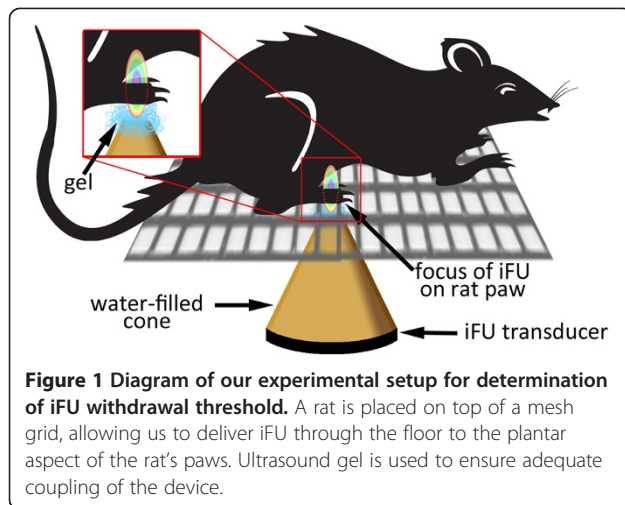 gel
focus of iFU
on rat paw
water-filled
cone
iFU transducer
Figure 1 Diagram of our experimental setup for determination
of iFU withdrawal threshold. A rat is placed on top of a mesh
grid, allowing us to deliver iFU through the floor to the plantar
aspect of the rat's paws. Ultrasound gel is used to ensure adequate
coupling of the device.